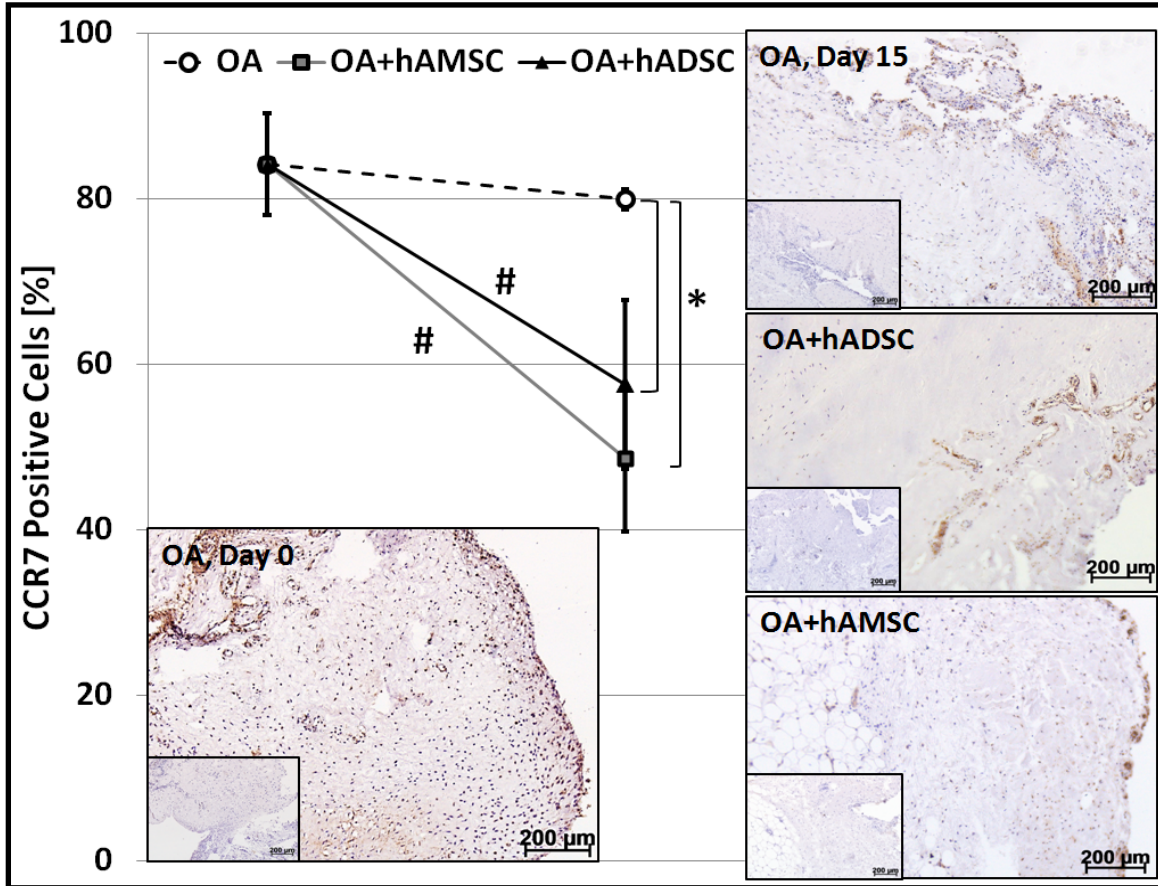 CCR7 Positive Cells [%]
100
80
60
40
20
0
OA OA+hAMSC OA+hADSC
#
#
*
OA, Day 0
200 µm
200 µm
OA, Day 15
200 µm
200 µm
OA+hADSC
200 µm
200 µm
OA+hAMSC
200 µm
200 µm